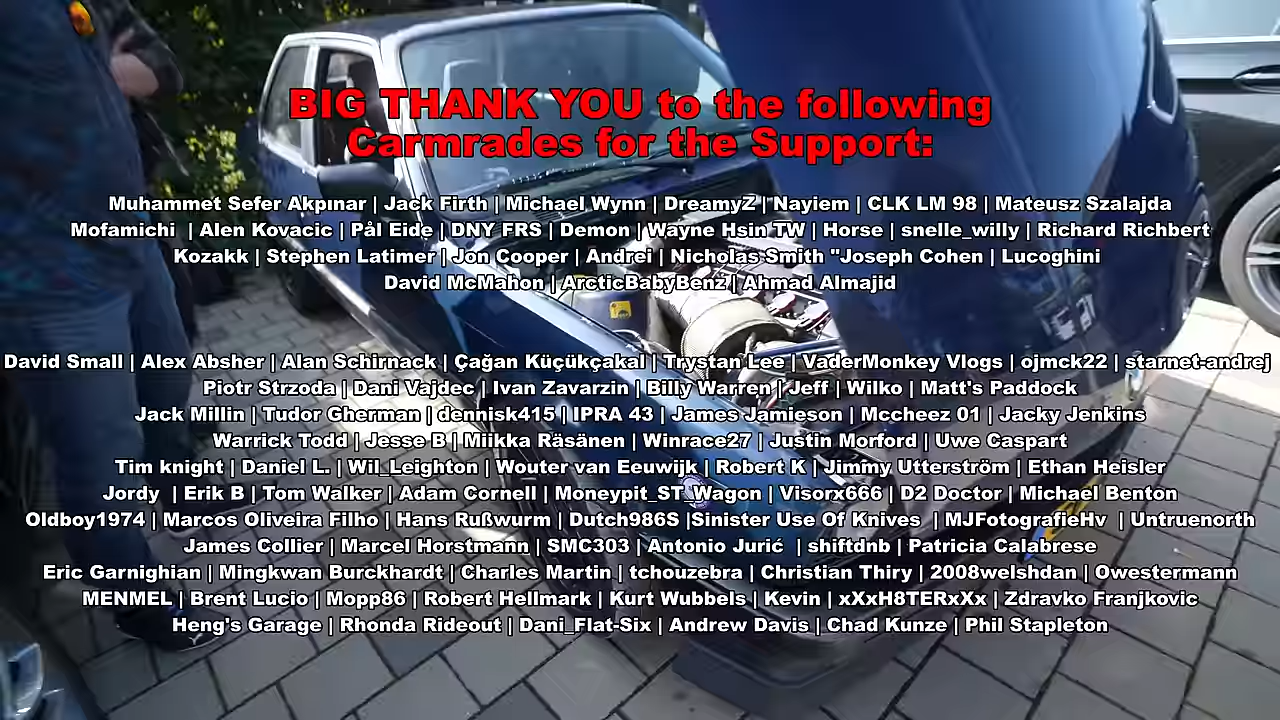 BIG THANK YOU to the following
Carmrades for the Support:
Muhammet Sefer Akpınar | Jack Firth | Michael Wynn | DreamyZ | Nayiem | CLK LM 98 | Mateusz Szalajda
Mofamichi | Alen Kovacic | Pål Eide | DNY FRS | Demon | Wayne Hsin TW | Horse | snelle_willy | Richard Richbert
Kozakk | Stephen Latimer | Jon Cooper | Andrei | Nicholas Smith "Joseph Cohen | Lucoghini
David McMahon | ArcticBabyBenz | Ahmad Almajid
David Small | Alex Absher | Alan Schirnack | Çağan Küçükçakal | Trystan Lee | VaderMonkey Vlogs | ojmck22 | starnet-andrej
Piotr Strzoda | Dani Vajdec | Ivan Zavarzin | Billy Warren | Jeff | Wilko | Matt's Paddock
Jack Millin | Tudor Gherman | dennisk415 | IPRA 43 | James Jamieson | Mccheez 01 | Jacky Jenkins
Warrick Todd | Jesse B | Miikka Räsänen | Winrace27 | Justin Morford | Uwe Caspart
Tim knight | Daniel L. | Wil_Leighton | Wouter van Eeuwijk | Robert K | Jimmy Utterström | Ethan Heisler
Jordy | Erik B | Tom Walker | Adam Cornell | Moneypit_ST_Wagon | Visorx666 | D2 Doctor | Michael Benton
Oldboy1974 | Marcos Oliveira Filho | Hans Rußwurm | Dutch986S |Sinister Use Of Knives | MJFotografieHv | Untruenorth
James Collier | Marcel Horstmann | SMC303 | Antonio Jurić | shiftdnb | Patricia Calabrese
Eric Garnighian | Mingkwan Burckhardt | Charles Martin | tchouzebra | Christian Thiry | 2008welshdan | Owestermann
MENMEL | Brent Lucio | Mopp86 | Robert Hellmark | Kurt Wubbels | Kevin | xXxH8TERxXx | Zdravko Franjkovic
Heng's Garage | Rhonda Rideout | Dani_Flat-Six | Andrew Davis | Chad Kunze | Phil Stapleton